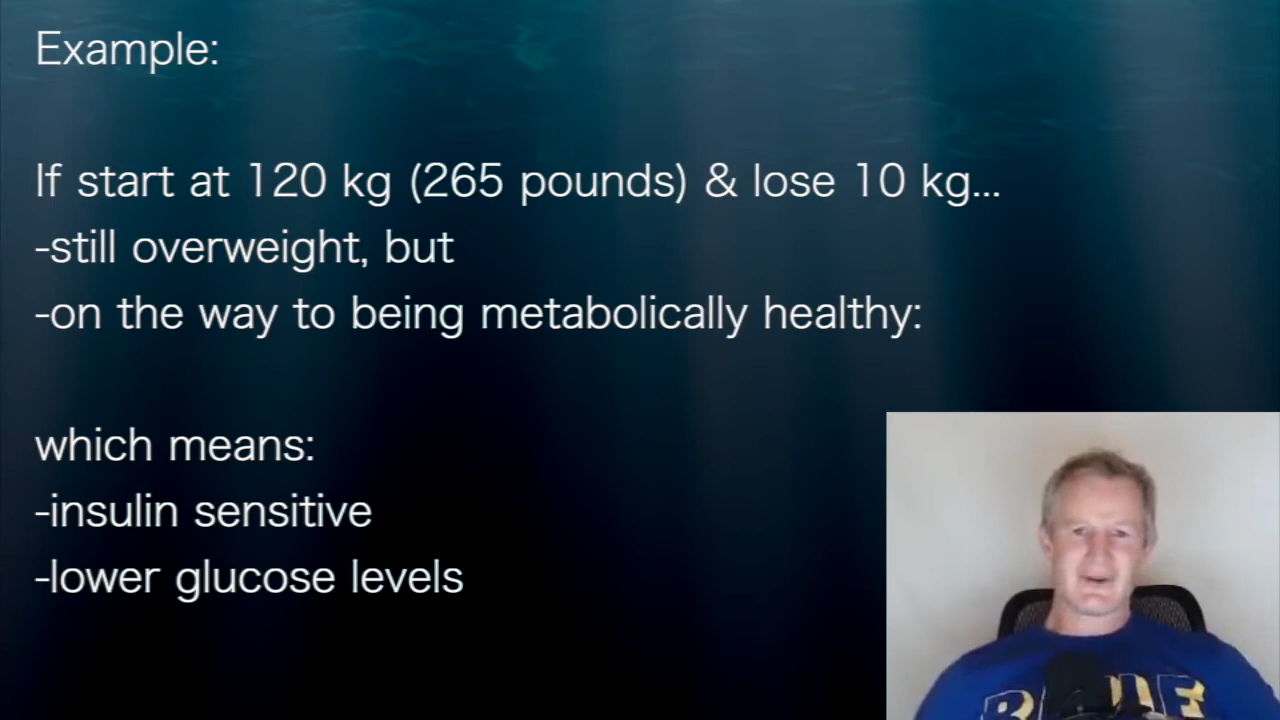 Example:
If start at 120 kg (265 pounds) & lose 10 kg...
-still overweight, but
-on the way to being metabolically healthy:
which means:
-insulin sensitive
-lower glucose levels